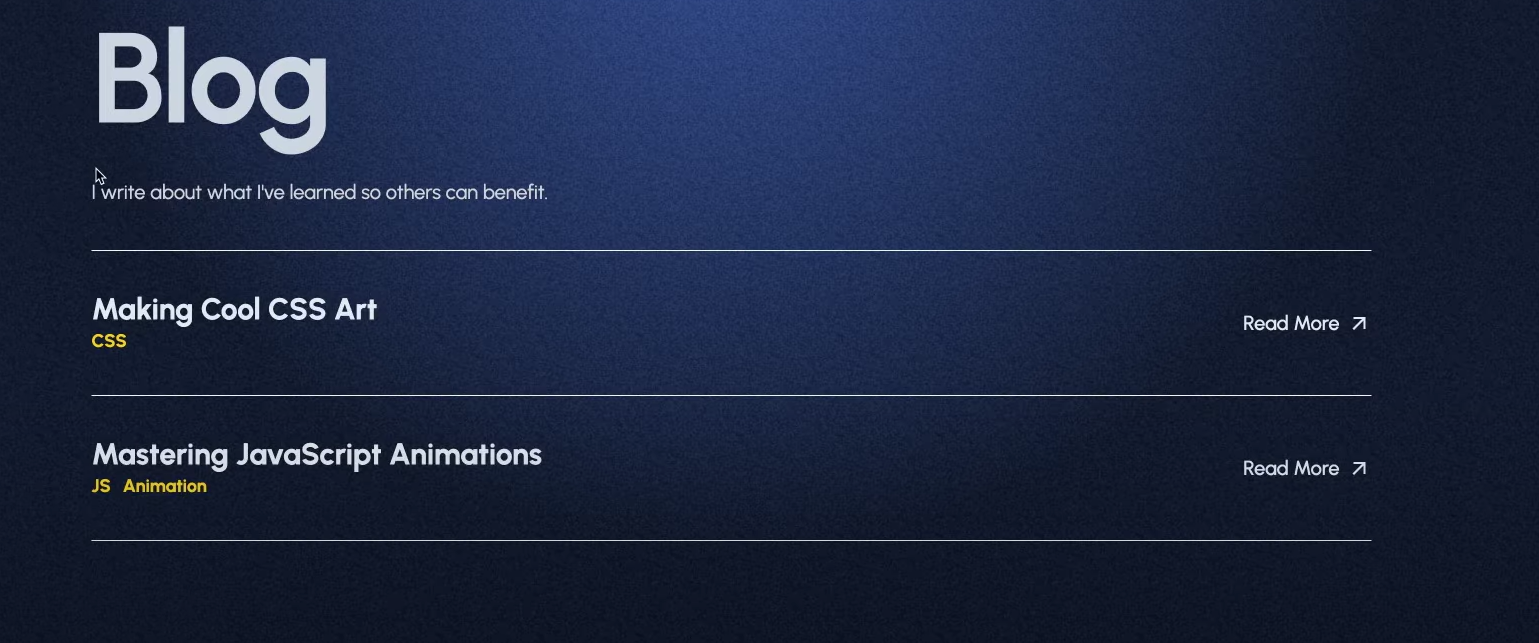 Blog
I write about what I've learned so others can benefit.
Making Cool CSS Art
CSS
Read More
Mastering JavaScript Animations
JS Animation
Read More